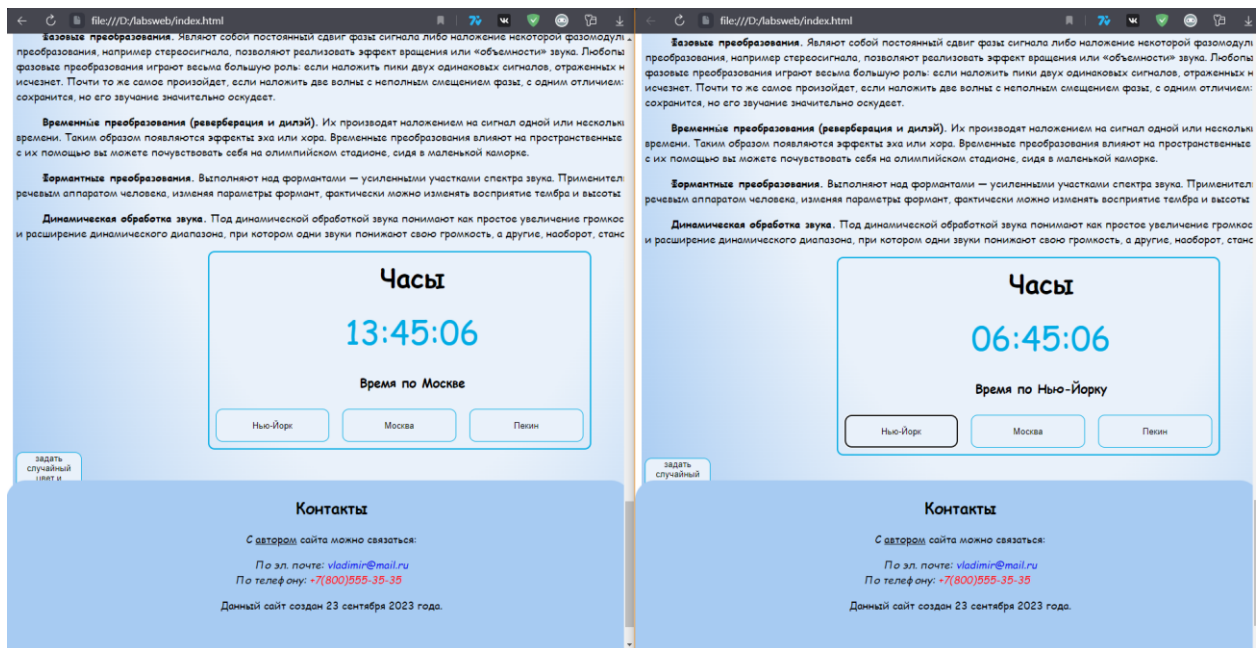 file:///D:/labsweb/index.html
Фазовые преобразования. Являют собой постоянный сдвиг фазы сигнала либо наложение некоторой фазомодул
преобразования, например стереосигнала, позволяют реализовать эффект вращения или «объемности» звука. Любопы
фазовые преобразования играют весьма большую роль: если наложить пики двух одинаковых сигналов, отраженных н
исчезнет. Почти то же самое произойдет, если наложить две волны с неполным смещением фазы, с одним отличием:
сохранится, но его звучание значительно оскудеет.
Временны́е преобразования (реверберация и дилэй). Их производят наложением на сигнал одной или нескольки
времени. Таким образом появляются эффекты эха или хора. Временные преобразования влияют на пространственные
с их помощью вы можете почувствовать себя на олимпийском стадионе, сидя в маленькой каморке.
Формантные преобразования. Выполняют над формантами — усиленными участками спектра звука. Применител
речевым аппаратом человека, изменяя параметры формант, фактически можно изменять восприятие тембра и высоты
Динамическая обработка звука. Под динамической обработкой звука понимают как простое увеличение громкос
и расширение динамического диапазона, при котором одни звуки понижают свою громкость, а другие, наоборот, станс
Часы
13:45:06
Время по Москве
Нью-Йорк Москва Пекин
задать
случайный
цвет и
Контакты
С автором сайта можно связаться:
По эл. почте: vladimir@mail.ru
По телефону: +7(800)555-35-35
Данный сайт создан 23 сентября 2023 года.
file:///D:/labsweb/index.html
Фазовые преобразования. Являют собой постоянный сдвиг фазы сигнала либо наложение некоторой фазомодул
преобразования, например стереосигнала, позволяют реализовать эффект вращения или «объемности» звука. Любопы
фазовые преобразования играют весьма большую роль: если наложить пики двух одинаковых сигналов, отраженных н
исчезнет. Почти то же самое произойдет, если наложить две волны с неполным смещением фазы, с одним отличием:
сохранится, но его звучание значительно оскудеет.
Временны́е преобразования (реверберация и дилэй). Их производят наложением на сигнал одной или нескольки
времени. Таким образом появляются эффекты эха или хора. Временные преобразования влияют на пространственные
с их помощью вы можете почувствовать себя на олимпийском стадионе, сидя в маленькой каморке.
Формантные преобразования. Выполняют над формантами — усиленными участками спектра звука. Применител
речевым аппаратом человека, изменяя параметры формант, фактически можно изменять восприятие тембра и высоты
Динамическая обработка звука. Под динамической обработкой звука понимают как простое увеличение громкос
и расширение динамического диапазона, при котором одни звуки понижают свою громкость, а другие, наоборот, станс
Часы
06:45:06
Время по Нью-Йорку
Нью-Йорк Москва Пекин
задать
случайный
Контакты
С автором сайта можно связаться:
По эл. почте: vladimir@mail.ru
По телефону: +7(800)555-35-35
Данный сайт создан 23 сентября 2023 года.